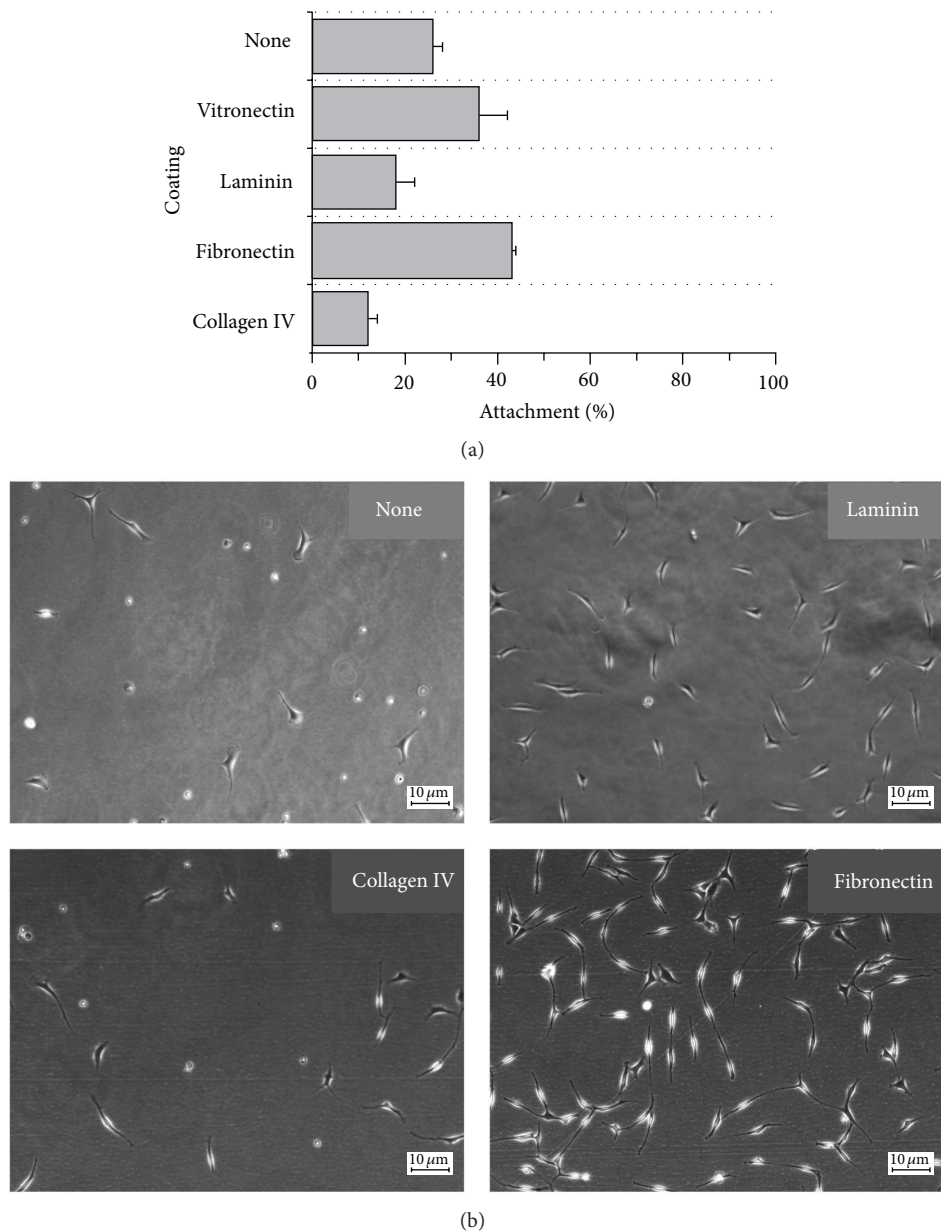 None
Vitronectin
Laminin
Fibronectin
Collagen IV
Coating
0 20 40 60 80 100
Attachment (%)
(a)
None
Laminin
10 μm
10 μm
Collagen IV
Fibronectin
10 μm
10 μm
(b)